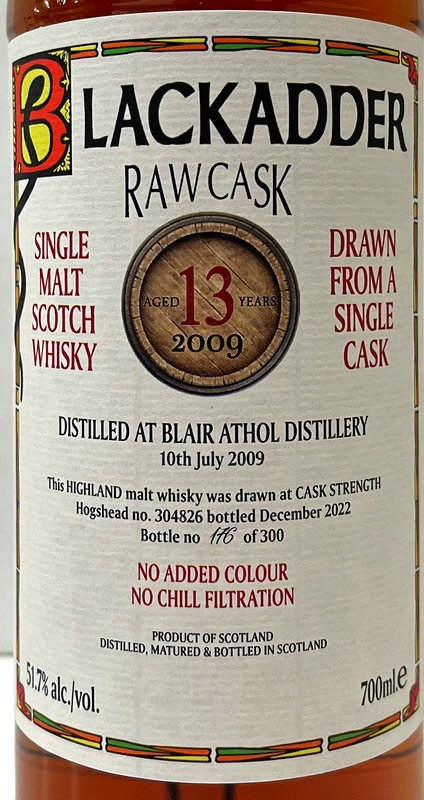 BLACKADDER
RAW CASK
SINGLE
MALT
SCOTCH
WHISKY
AGED 13 YEARS
2009
DRAWN
FROM A
SINGLE
CASK
DISTILLED AT BLAIR ATHOL DISTILLERY
10th July 2009
This HIGHLAND malt whisky was drawn at CASK STRENGTH
Hogshead no. 304826 bottled December 2022
Bottle no 176 of 300
NO ADDED COLOUR
NO CHILL FILTRATION
PRODUCT OF SCOTLAND
DISTILLED, MATURED & BOTTLED IN SCOTLAND
51.7% alc./vol.
700ml.e